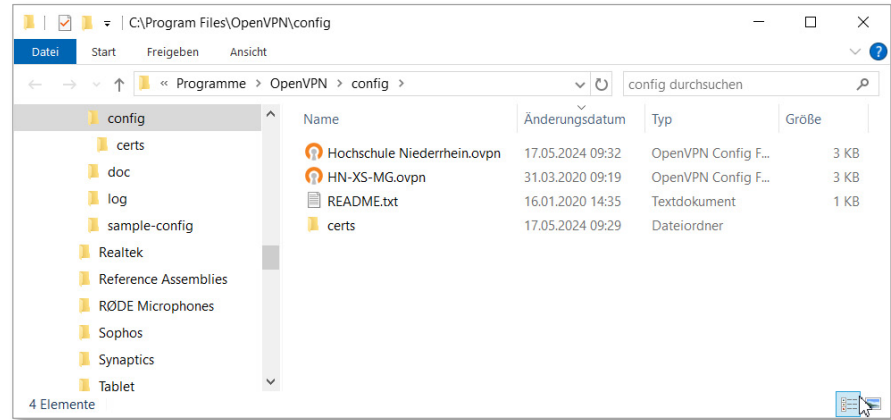 C:\Program Files\OpenVPN\config
Datei Start Freigeben Ansicht
« Programme > OpenVPN > config >
config durchsuchen
config
certs
doc
log
sample-config
Realtek
Reference Assemblies
RØDE Microphones
Sophos
Synaptics
Tablet
Name Änderungsdatum Typ Größe
Hochschule Niederrhein.ovpn 17.05.2024 09:32 OpenVPN Config F... 3 KB
HN-XS-MG.ovpn 31.03.2020 09:19 OpenVPN Config F... 3 KB
README.txt 16.01.2020 14:35 Textdokument 1 KB
certs 17.05.2024 09:29 Dateiordner
4 Elemente